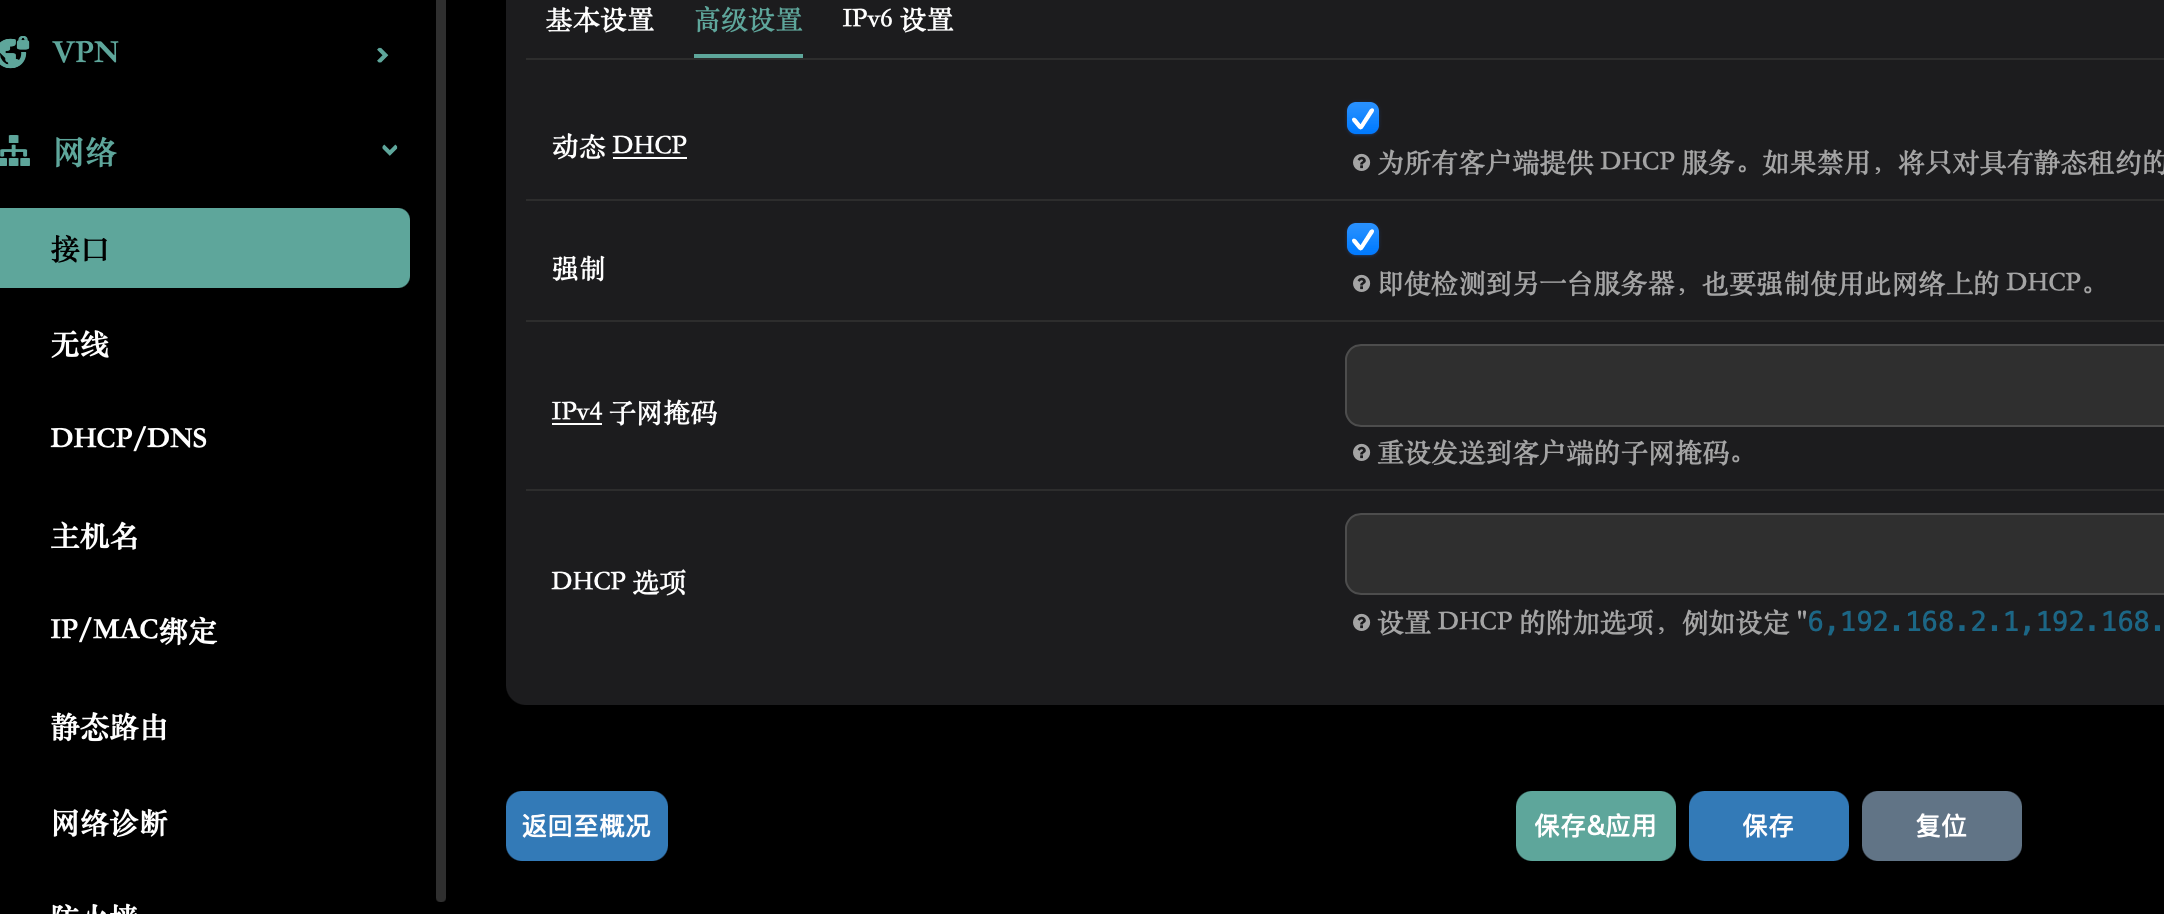 基本设置 高级设置 IPv6 设置
VPN
网络
接口
无线
DHCP/DNS
主机名
IP/MAC绑定
静态路由
网络诊断
防火墙
动态 DHCP
为所有客户端提供 DHCP 服务。如果禁用，将只对具有静态租约的
强制
即使检测到另一台服务器，也要强制使用此网络上的 DHCP。
IPv4 子网掩码
重设发送到客户端的子网掩码。
DHCP 选项
设置 DHCP 的附加选项，例如设定 "6,192.168.2.1,192.168.
返回至概况 保存&应用 保存 复位